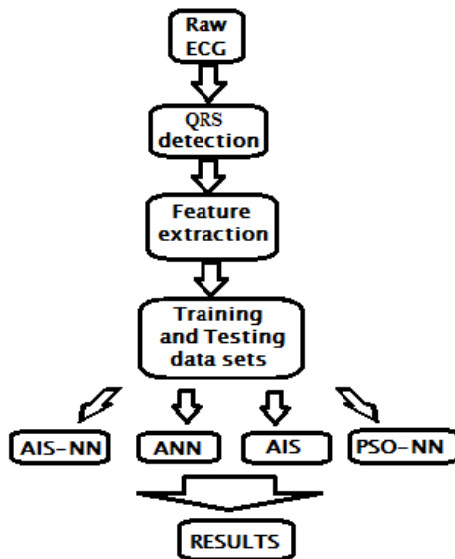 Raw
ECG
QRS
detection
Feature
extraction
Training
and Testing
data sets
AIS-NN
ANN
AIS
PSO-NN
RESULTS